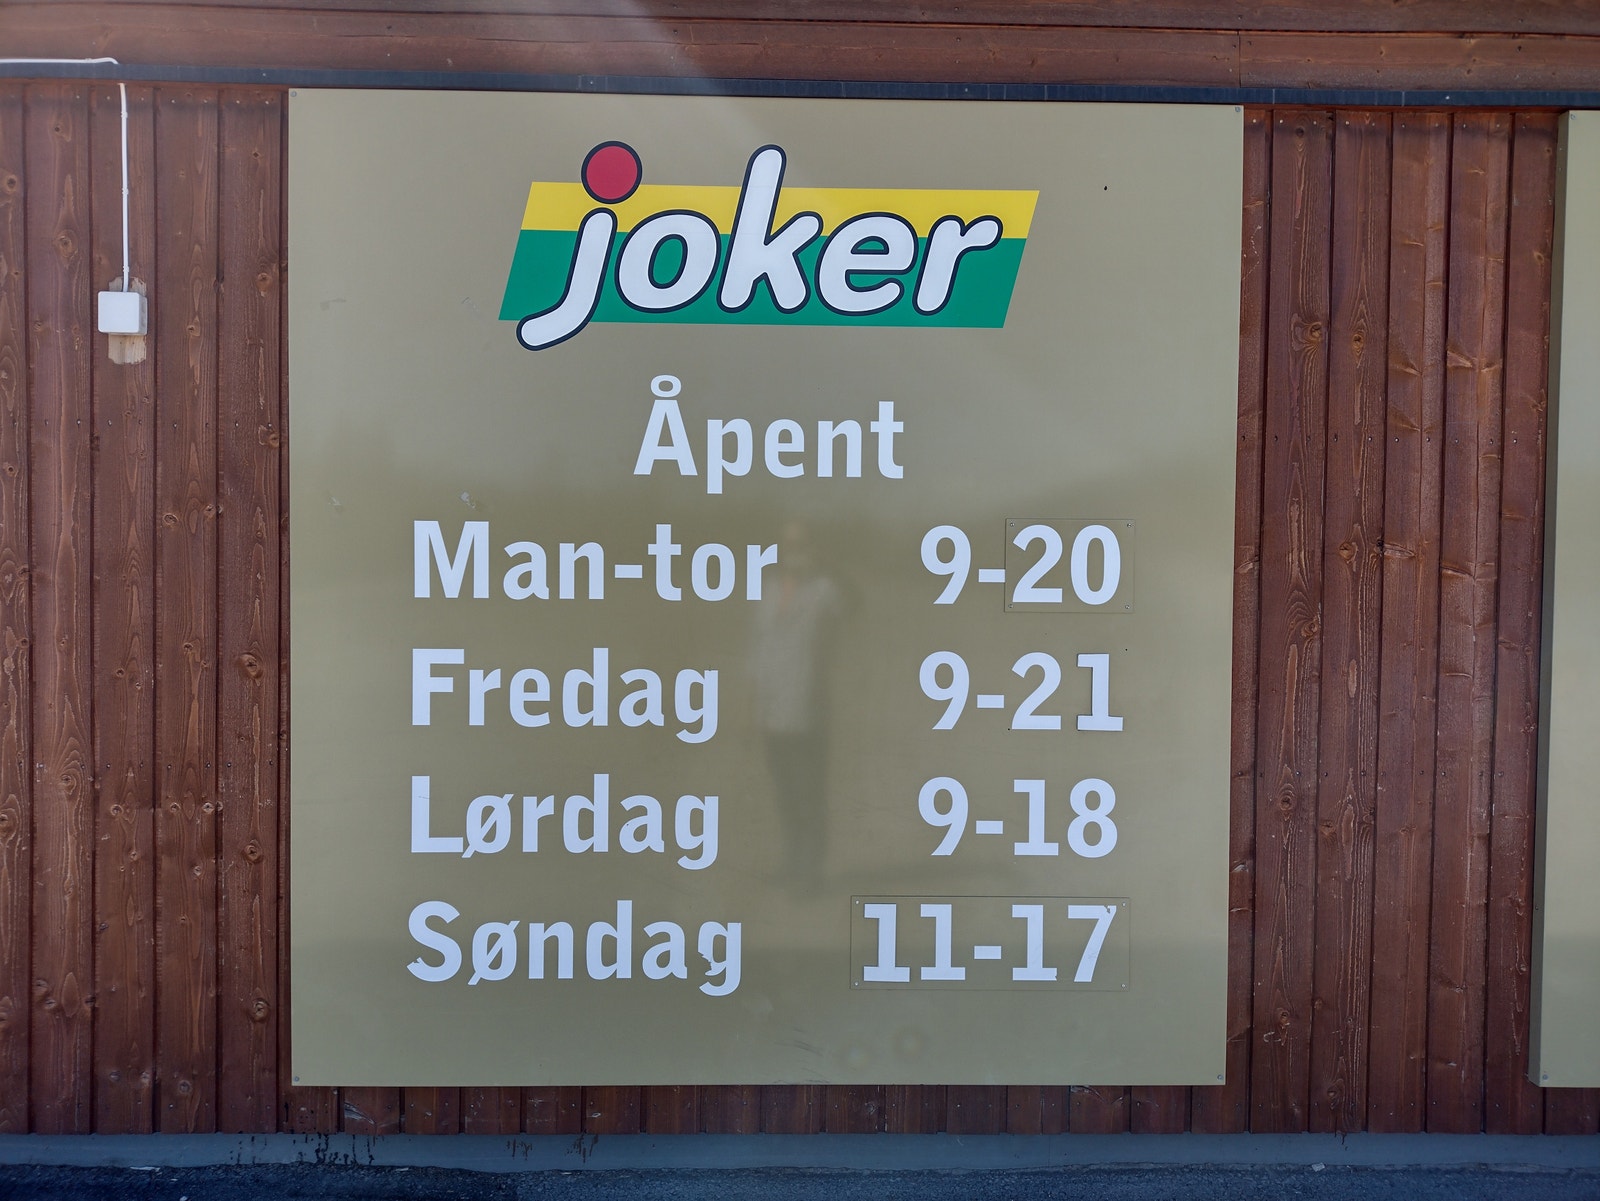 joker
Åpent
Man-tor 9-20
Fredag 9-21
Lørdag 9-18
Søndag 11-17